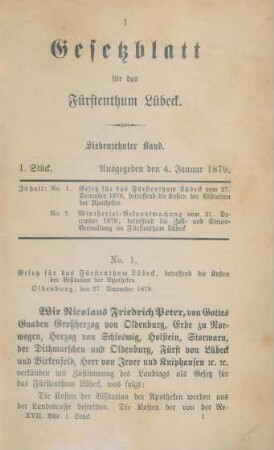 1
Gesetzblatt
für das
Fürstenthum Lübeck.
Siebenzehnter Band.
I. Stück. Ausgegeben den 4. Januar 1879.
Inhalt: No. 1. Gesetz für das Fürstenthum Lübeck vom 27.
December 1878, betreffend die Kosten der Visitation der
Apotheken.
No. 2. Ministerial-Bekanntmachung vom 21. De-
cember 1878, betreffend die Zoll- und Steuer-
Verwaltung im Fürstenthum Lübeck
No. 1.
Gesetz für das Fürstenthum Lübeck, betreffend die Kosten
der Visitation der Apotheken.
Oldenburg, den 27. December 1878.
Wir Nicolaus Friedrich Peter, von Gottes
Gnaden Großherzog von Oldenburg, Erbe zu Nor-
wegen, Herzog von Schleswig, Holstein, Stormarn,
der Dithmarschen und Oldenburg, Fürst von Lübeck
und Birkenfeld, Herr von Jever und Kniphausen ꝛc. ꝛc.
verkünden mit Zustimmung des Landtags als Gesetz für
das Fürstenthum Lübeck, was folgt:
Die Kosten der Visitation der Apotheken werden aus
der Landeskasse bestritten. Die Kosten der von der Re-
XVII. Band 1. Stück 1